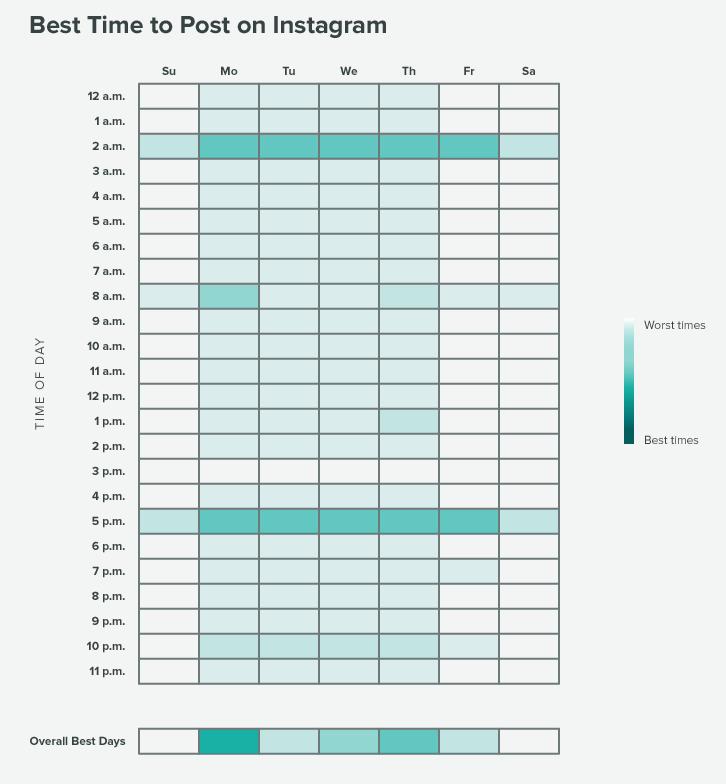 Best Time to Post on Instagram
Su Mo Tu We Th Fr Sa
12 a.m.
1 a.m.
2 a.m.
3 a.m.
4 a.m.
5 a.m.
6 a.m.
7 a.m.
8 a.m.
9 a.m.
10 a.m.
11 a.m.
12 p.m.
1 p.m.
2 p.m.
3 p.m.
4 p.m.
5 p.m.
6 p.m.
7 p.m.
8 p.m.
9 p.m.
10 p.m.
11 p.m.
TIME OF DAY
Worst times
Best times
Overall Best Days